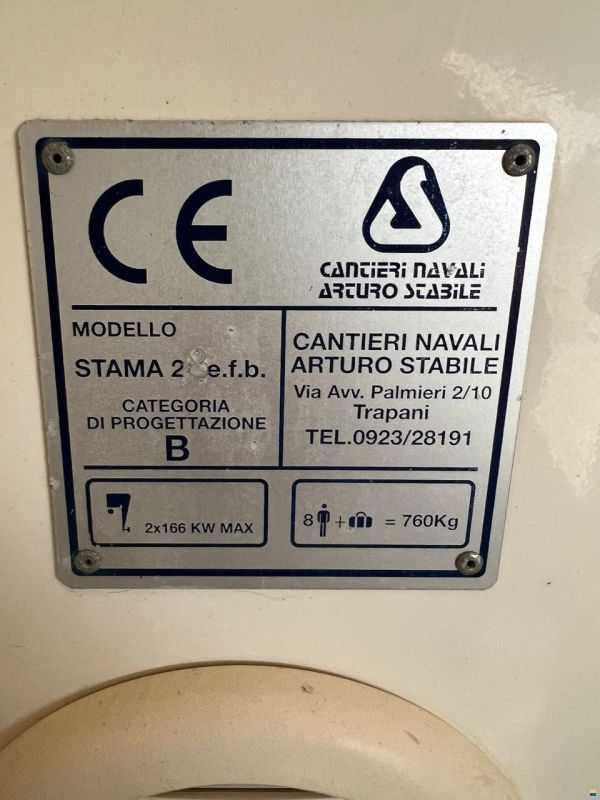 CE
CANTIERI NAVALI
ARTURO STABILE
MODELLO
STAMA 28 e.f.b.
CATEGORIA
DI PROGETTAZIONE
B
CANTIERI NAVALI
ARTURO STABILE
Via Avv. Palmieri 2/10
Trapani
TEL.0923/28191
2x166 KW MAX
8 + = 760Kg